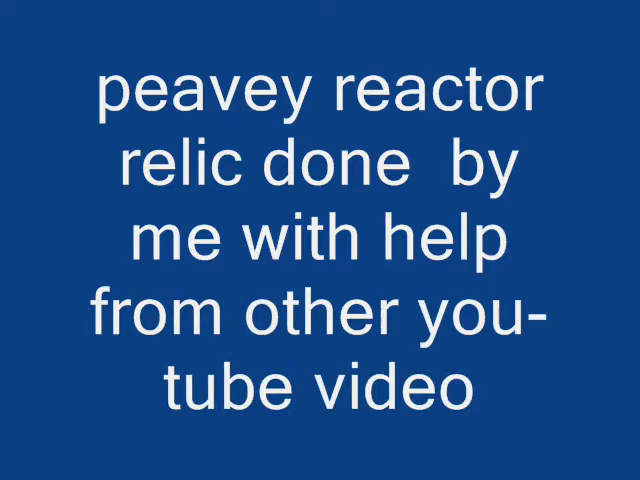 peavey reactor
relic done  by
me with help
from other you-
tube video